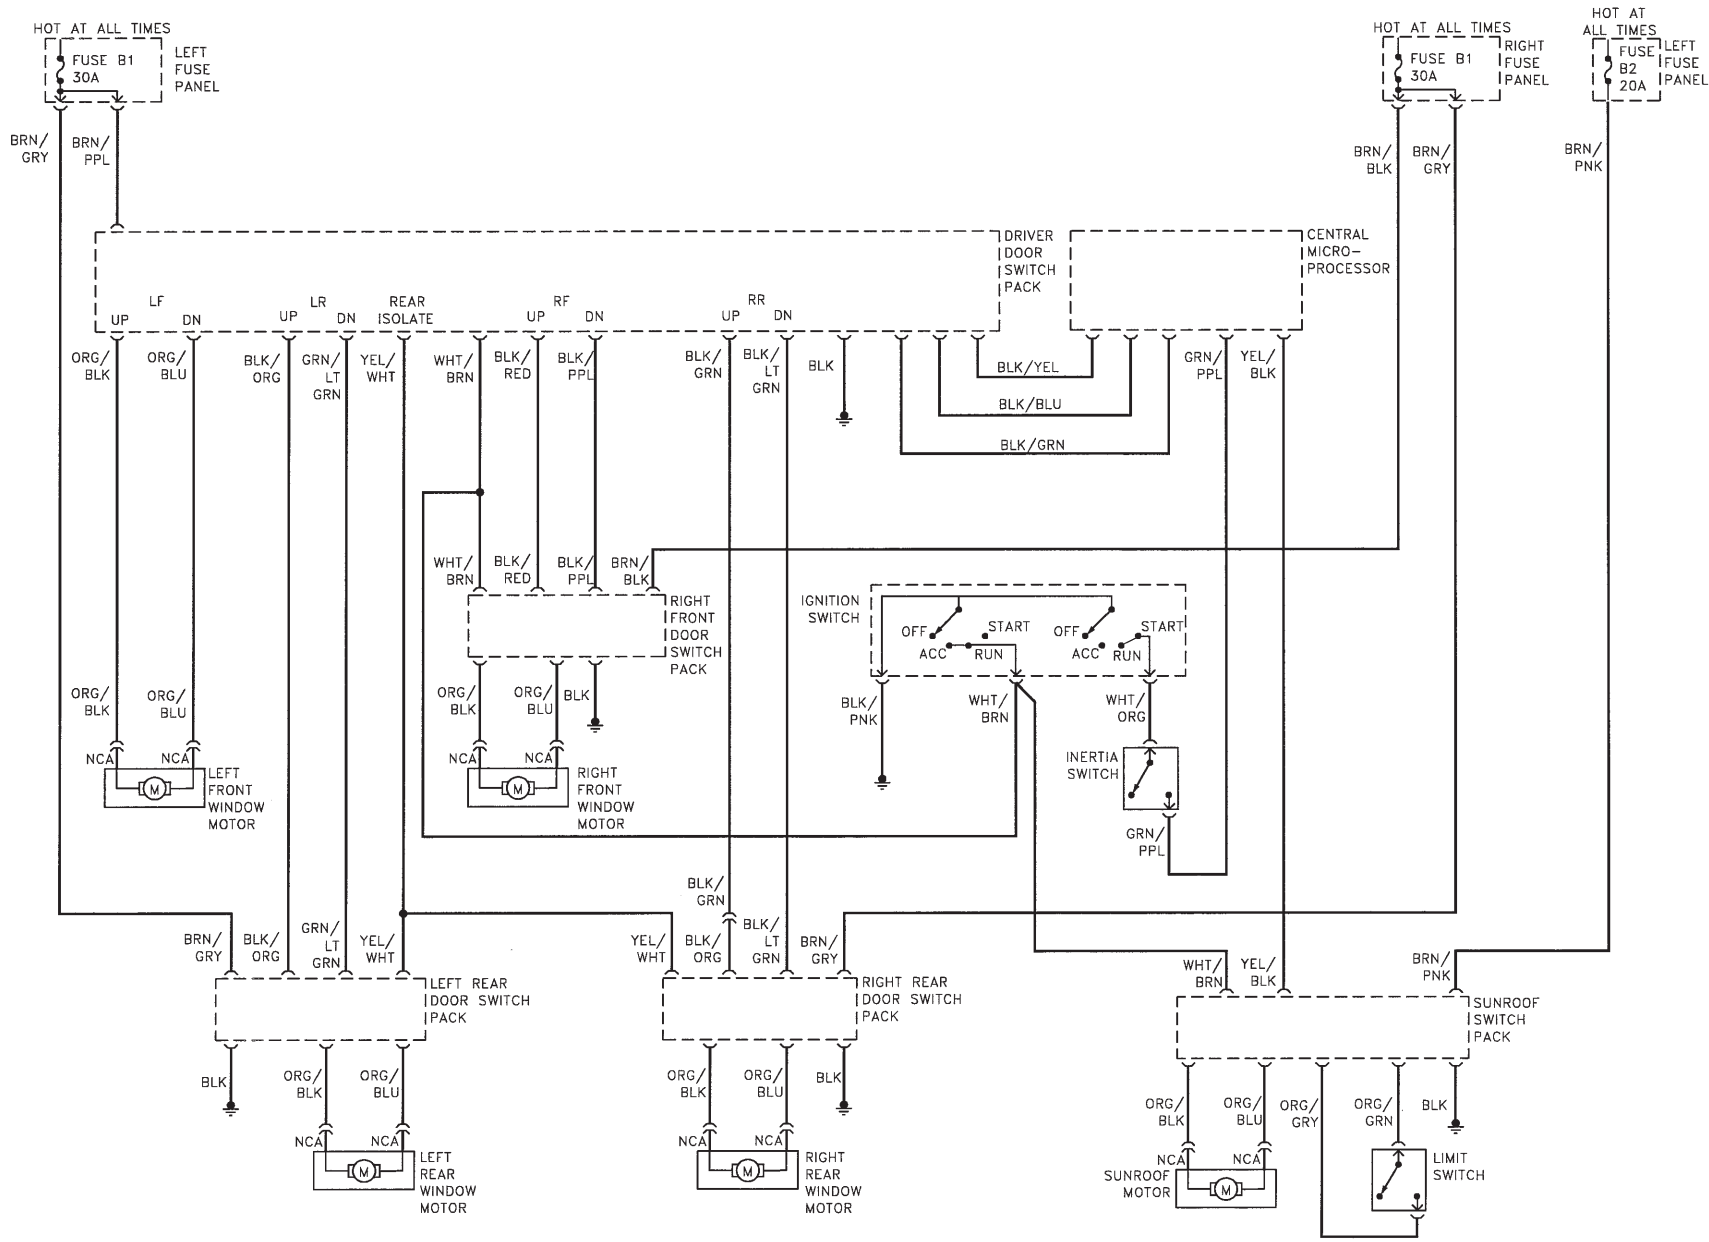 HOT AT ALL TIMES
FUSE B1
30A
LEFT
FUSE
PANEL
HOT AT ALL TIMES
FUSE B1
30A
RIGHT
FUSE
PANEL
HOT AT
ALL TIMES
FUSE
B2
20A
LEFT
FUSE
PANEL
BRN/
GRY
BRN/
PPL
BRN/
BLK
BRN/
GRY
BRN/
PNK
DRIVER
DOOR
SWITCH
PACK
CENTRAL
MICRO-
PROCESSOR
LF
UP
DN
LR
UP
DN
REAR
ISOLATE
RF
UP
DN
RR
UP
DN
ORG/
BLK
ORG/
BLU
BLK/
ORG
GRN/
LT
GRN
YEL/
WHT
WHT/
BRN
BLK/
RED
BLK/
PPL
BLK/
GRN
BLK/
LT
GRN
BLK
BLK/YEL
BLK/BLU
BLK/GRN
GRN/
PPL
YEL/
BLK
WHT/
BRN
BLK/
RED
BLK/
PPL
BRN/
BLK
RIGHT
FRONT
DOOR
SWITCH
PACK
IGNITION
SWITCH
OFF
START
ACC
RUN
OFF
START
ACC
RUN
ORG/
BLK
ORG/
BLU
ORG/
BLK
ORG/
BLU
BLK
BLK/
PNK
WHT/
BRN
WHT/
ORG
NCA
NCA
LEFT
FRONT
WINDOW
MOTOR
M
NCA
NCA
RIGHT
FRONT
WINDOW
MOTOR
M
INERTIA
SWITCH
GRN/
PPL
BLK/
GRN
BRN/
GRY
BLK/
ORG
GRN/
LT
GRN
YEL/
WHT
YEL/
WHT
BLK/
ORG
BLK/
LT
GRN
BRN/
GRY
WHT/
BRN
YEL/
BLK
BRN/
PNK
LEFT REAR
DOOR SWITCH
PACK
RIGHT REAR
DOOR SWITCH
PACK
SUNROOF
SWITCH
PACK
BLK
ORG/
BLK
ORG/
BLU
ORG/
BLK
ORG/
BLU
BLK
ORG/
BLK
ORG/
BLU
ORG/
GRY
ORG/
GRN
BLK
NCA
NCA
M
LEFT
REAR
WINDOW
MOTOR
NCA
NCA
M
RIGHT
REAR
WINDOW
MOTOR
NCA
NCA
SUNROOF
MOTOR
M
LIMIT
SWITCH